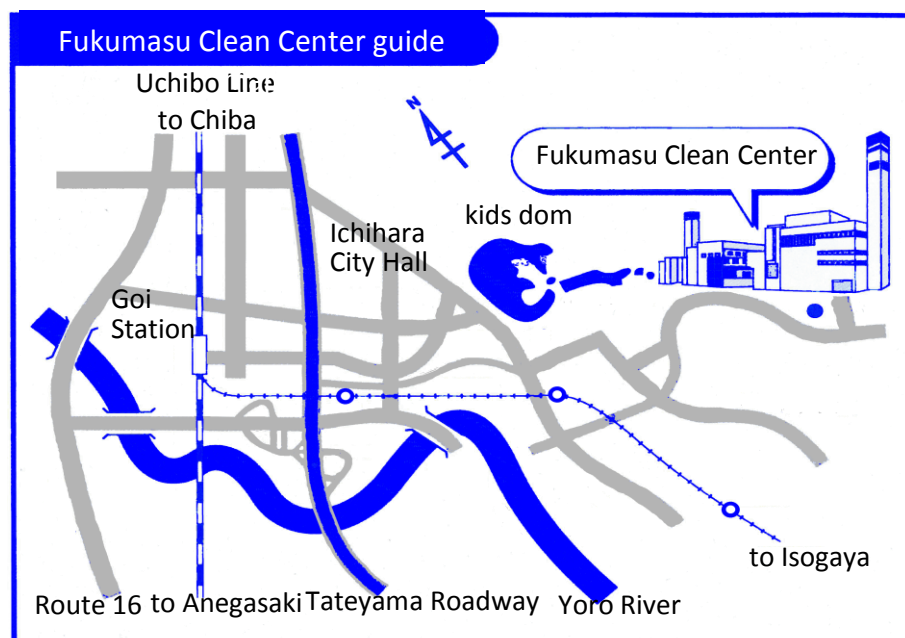 Fukumasu Clean Center guide
Uchibo Line
to Chiba
N
Fukumasu Clean Center
kids dom
Ichihara
City Hall
Goi
Station
to Isogaya
Route 16
to Anegasaki
Tateyama Roadway
Yoro River